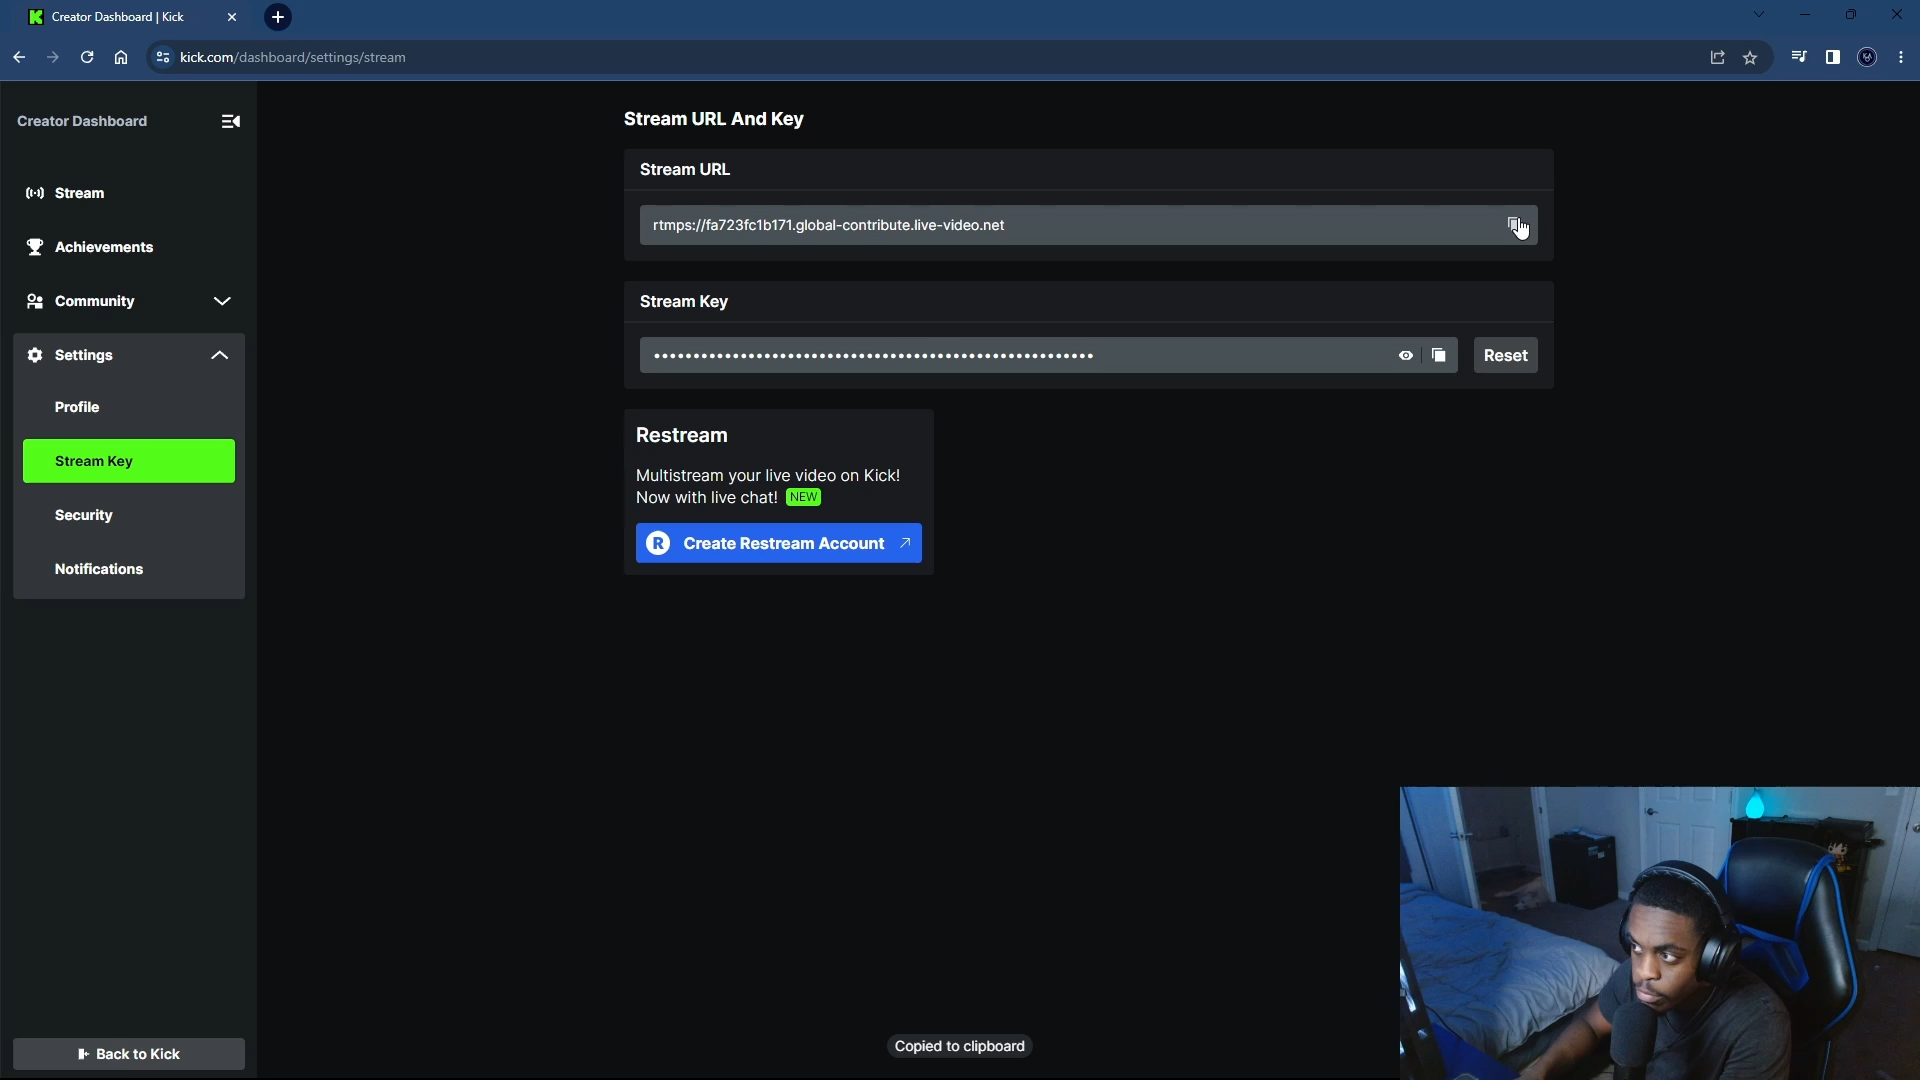 Creator Dashboard | Kick
kick.com/dashboard/settings/stream
Creator Dashboard
Stream
Achievements
Community
Settings
Profile
Stream Key
Security
Notifications
Back to Kick
Stream URL And Key
Stream URL
rtmps://fa723fc1b171.global-contribute.live-video.net
Stream Key
••••••••••••••••••••••••••••••••••••••••••••••••••••••••
Reset
Restream
Multistream your live video on Kick!
Now with live chat! NEW
R Create Restream Account
Copied to clipboard